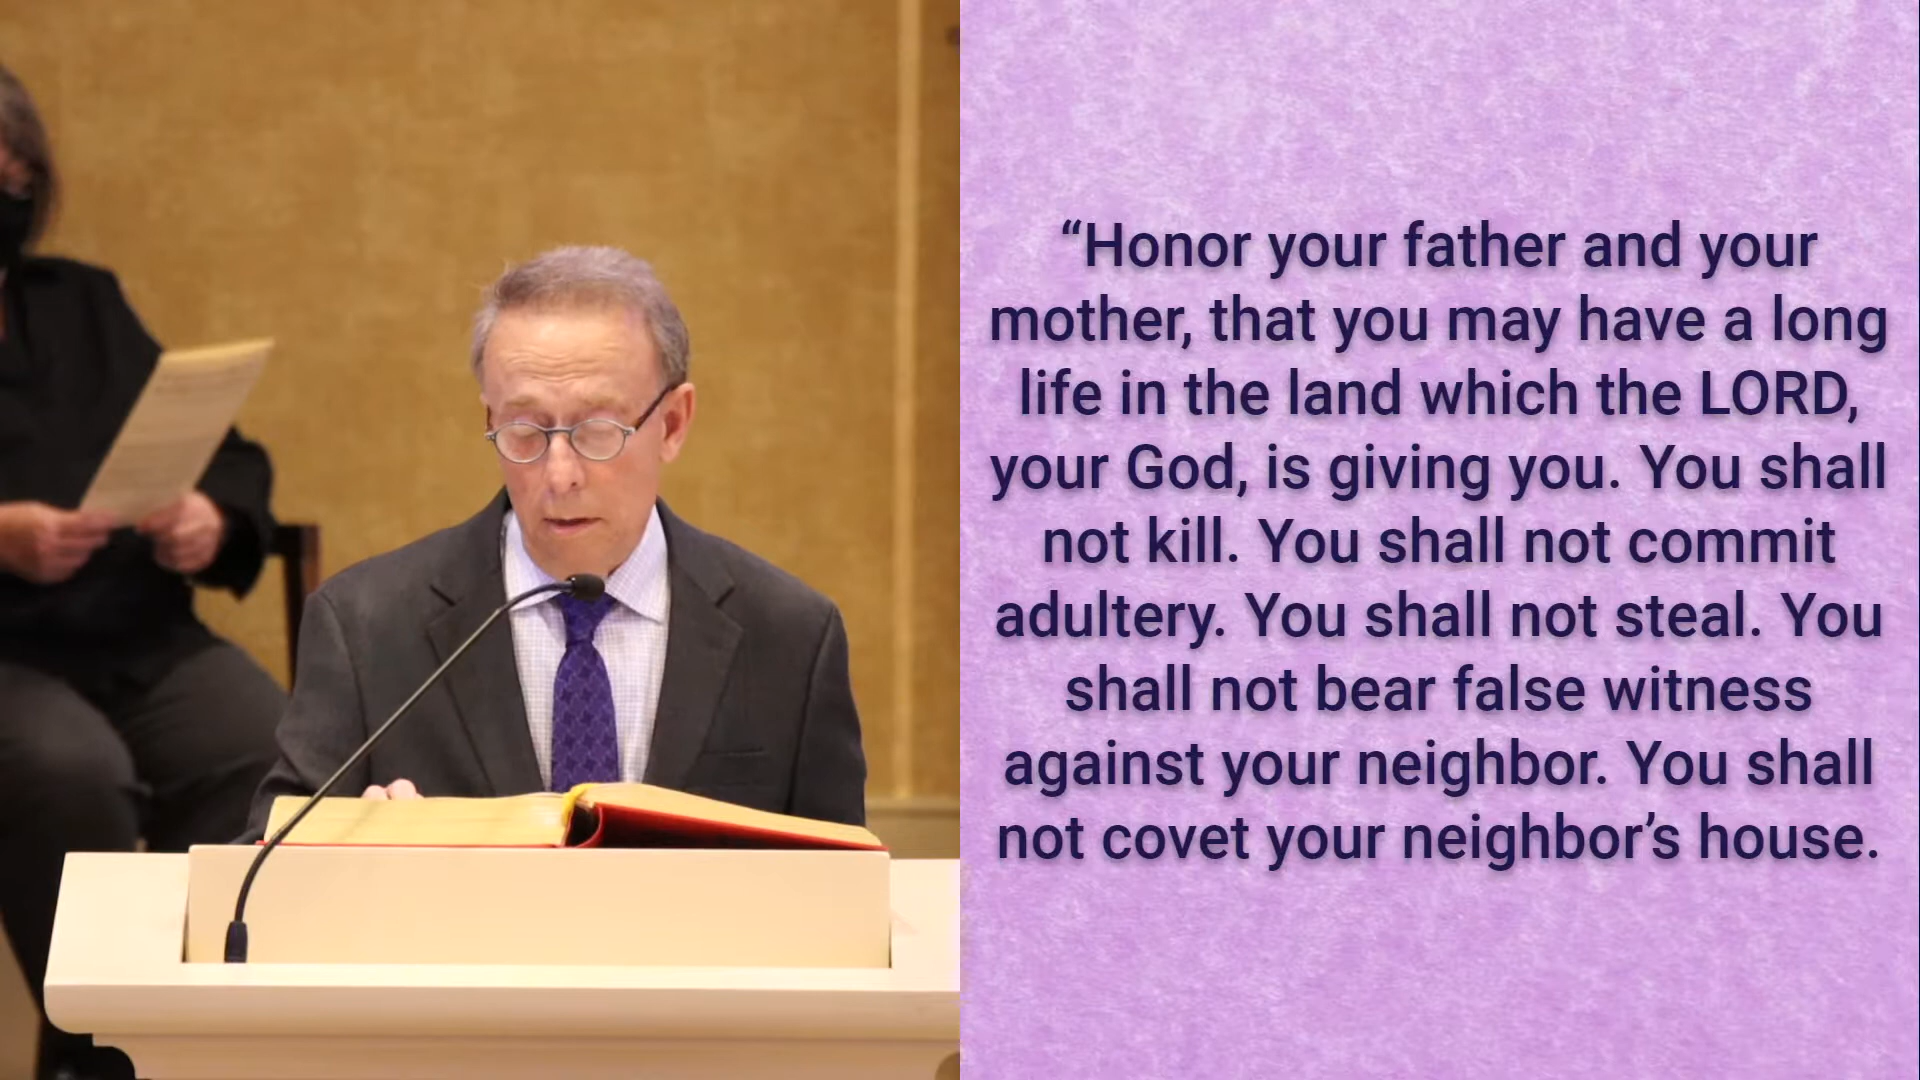 “Honor your father and your
mother, that you may have a long
life in the land which the LORD,
your God, is giving you. You shall
not kill. You shall not commit
adultery. You shall not steal. You
shall not bear false witness
against your neighbor. You shall
not covet your neighbor’s house.